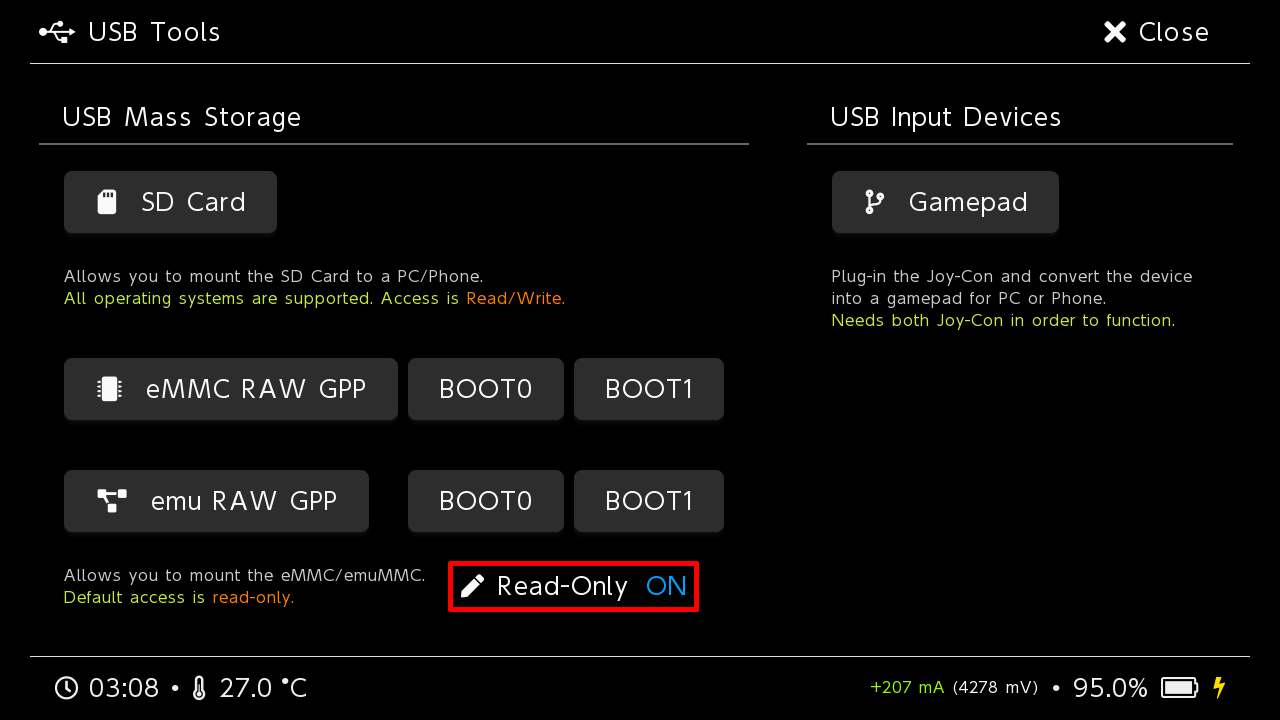 USB Tools
Close
USB Mass Storage
SD Card
Allows you to mount the SD Card to a PC/Phone.
All operating systems are supported. Access is Read/Write.
eMMC RAW GPP
BOOT0
BOOT1
emu RAW GPP
BOOT0
BOOT1
Allows you to mount the eMMC/emuMMC.
Default access is read-only.
Read-Only ON
USB Input Devices
Gamepad
Plug-in the Joy-Con and convert the device
into a gamepad for PC or Phone.
Needs both Joy-Con in order to function.
03:08 • 27.0 °C
+207 mA (4278 mV) • 95.0%